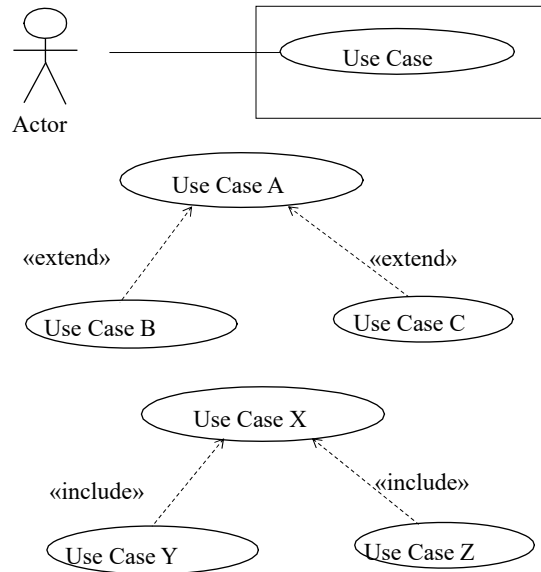 Use Case
Actor
Use Case A
«extend»
«extend»
Use Case B
Use Case C
Use Case X
«include»
«include»
Use Case Y
Use Case Z